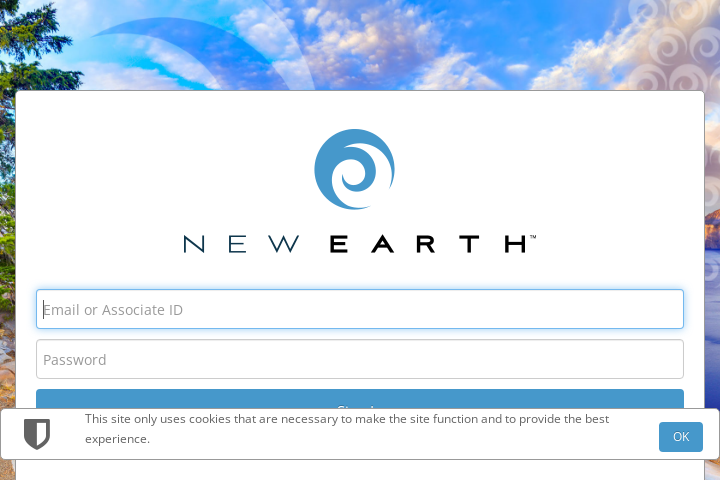 NEW EARTH™
Email or Associate ID
Password
This site only uses cookies that are necessary to make the site function and to provide the best
experience.
OK